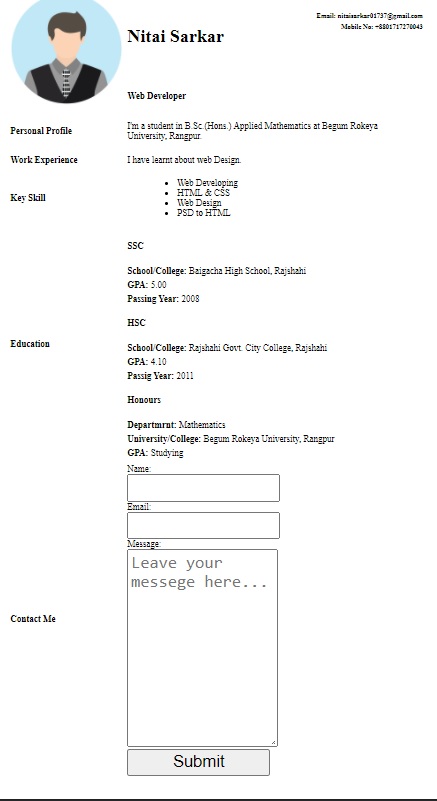 Email: nitaisarkar01737@gmail.com
Mobile No: +8801717270043
Nitai Sarkar
Web Developer
Personal Profile
I'm a student in B.Sc.(Hons.) Applied Mathematics at Begum Rokeya
University, Rangpur.
Work Experience
I have learnt about web Design.
Key Skill
• Web Developing
• HTML & CSS
• Web Design
• PSD to HTML
Education
SSC
School/College: Baigacha High School, Rajshahi
GPA: 5.00
Passing Year: 2008
HSC
School/College: Rajshahi Govt. City College, Rajshahi
GPA: 4.10
Passig Year: 2011
Honours
Departmrnt: Mathematics
University/College: Begum Rokeya University, Rangpur
GPA: Studying
Contact Me
Name:
Email:
Message:
Leave your
messege here...
Submit